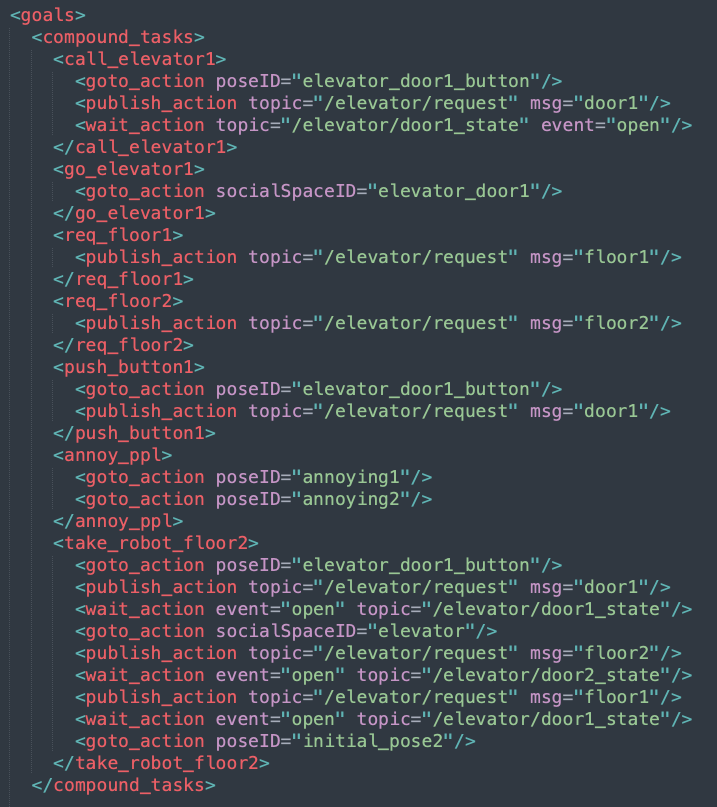 <goals>
<compound_tasks>
<call_elevator1>
<goto_action poseID="elevator_door1_button"/>
<publish_action topic="/elevator/request" msg="door1"/>
<wait_action topic="/elevator/door1_state" event="open"/>
</call_elevator1>
<go_elevator1>
<goto_action socialSpaceID="elevator_door1"/>
</go_elevator1>
<req_floor1>
<publish_action topic="/elevator/request" msg="floor1"/>
</req_floor1>
<req_floor2>
<publish_action topic="/elevator/request" msg="floor2"/>
</req_floor2>
<push_button1>
<goto_action poseID="elevator_door1_button"/>
<publish_action topic="/elevator/request" msg="door1"/>
</push_button1>
<annoy_ppl>
<goto_action poseID="annoying1"/>
<goto_action poseID="annoying2"/>
</annoy_ppl>
<take_robot_floor2>
<goto_action poseID="elevator_door1_button"/>
<publish_action topic="/elevator/request" msg="door1"/>
<wait_action event="open" topic="/elevator/door1_state"/>
<goto_action socialSpaceID="elevator"/>
<publish_action topic="/elevator/request" msg="floor2"/>
<wait_action event="open" topic="/elevator/door2_state"/>
<publish_action topic="/elevator/request" msg="floor1"/>
<wait_action event="open" topic="/elevator/door1_state"/>
<goto_action poseID="initial_pose2"/>
</take_robot_floor2>
</compound_tasks>